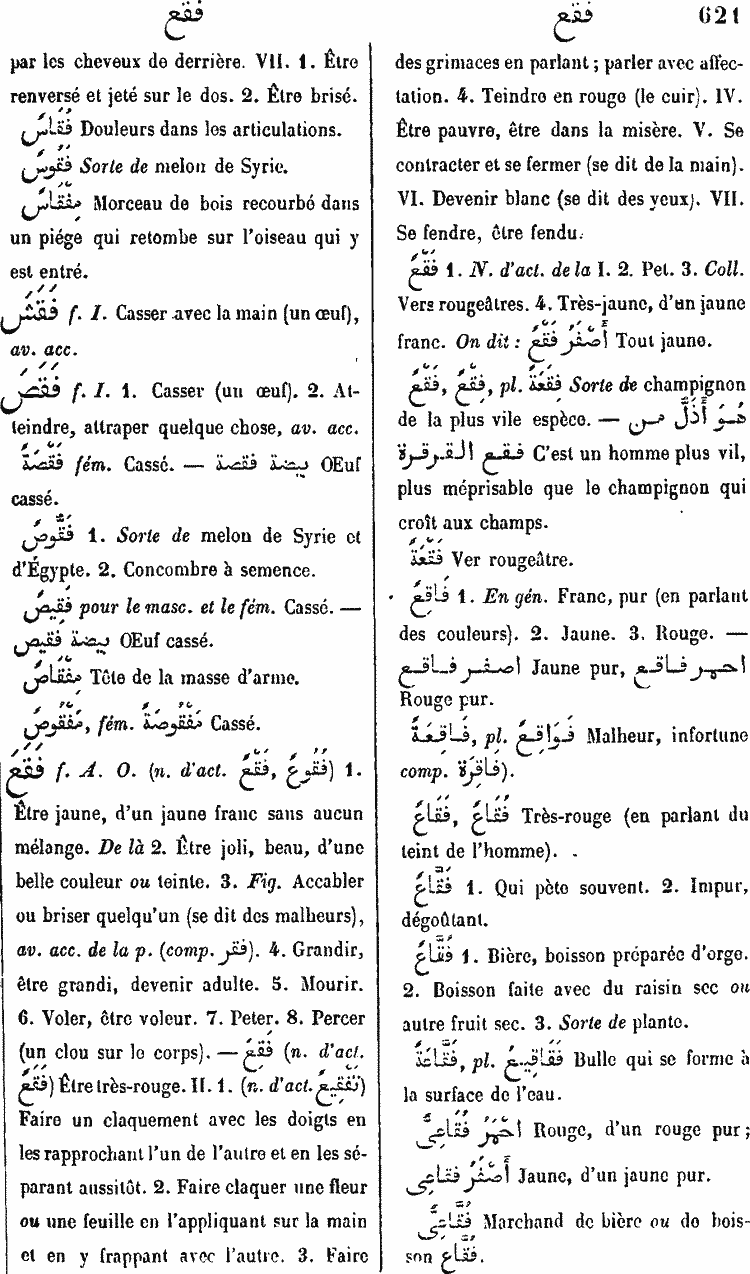 فقع
فقع 621
par les cheveux de derrière. VII. 1. Être
renversé et jeté sur le dos. 2. Être brisé.
فُقَاسٌ Douleurs dans les articulations.
فَقُّوسٌ Sorte de melon de Syrie.
مِفْقَاسٌ Morceau de bois recourbé dans
un piége qui retombe sur l'oiseau qui y
est entré.
فَقَشَ f. I. Casser avec la main (un œuf),
av. acc.
فَقَصَ f. I. 1. Casser (un œuf). 2. At-
teindre, attraper quelque chose, av. acc.
فَقْصَةٌ fém. Cassé. — بيضة فقصة OEuf
cassé.
فَقُّوصٌ 1. Sorte de melon de Syrie et
d'Égypte. 2. Concombre à semence.
فَقِيصٌ pour le masc. et le fém. Cassé. —
بيضة فقيص OEuf cassé.
مِفْقَاصٌ Tête de la masse d'arme.
مَفْقُوصٌ, fém. مَفْقُوصَةٌ Cassé.
فَقَعَ f. A. O. (n. d'act. فَقْعٌ, فُقُوعٌ) 1.
Être jaune, d'un jaune franc sans aucun
mélange. De là 2. Être joli, beau, d'une
belle couleur ou teinte. 3. Fig. Accabler
ou briser quelqu'un (se dit des malheurs),
av. acc. de la p. (comp. فقر). 4. Grandir,
être grandi, devenir adulte. 5. Mourir.
6. Voler, être voleur. 7. Peter. 8. Percer
(un clou sur le corps). — فَقِعَ (n. d'act.
فَقَعٌ) Être très-rouge. II. 1. (n. d'act. تَفْقِيعٌ)
Faire un claquement avec les doigts en
les rapprochant l'un de l'autre et en les sé-
parant aussitôt. 2. Faire claquer une fleur
ou une feuille en l'appliquant sur la main
et en y frappant avec l'autre. 3. Faire
des grimaces en parlant ; parler avec affec-
tation. 4. Teindre en rouge (le cuir). IV.
Être pauvre, être dans la misère. V. Se
contracter et se fermer (se dit de la main).
VI. Devenir blanc (se dit des yeux). VII.
Se fendre, être fendu.
فَقْعٌ 1. N. d'act. de la I. 2. Pet. 3. Coll.
Vers rougeâtres. 4. Très-jaune, d'un jaune
franc. On dit : أَصْفَرُ فَقْعٌ Tout jaune.
فَقْعٌ, فِقْعٌ, pl. فِقَعَةٌ Sorte de champignon
de la plus vile espèce. — هُوَ أَذَلُّ من
فقع القرقرة C'est un homme plus vil,
plus méprisable que le champignon qui
croît aux champs.
فَقْعَةٌ Ver rougeâtre.
فَاقِعٌ 1. En gén. Franc, pur (en parlant
des couleurs). 2. Jaune. 3. Rouge. —
اصفر فاقع Jaune pur, احمر فاقع
Rouge pur.
فَاقِعَةٌ, pl. فَوَاقِعُ Malheur, infortune
comp. فَاقِرَةٌ).
فُقَاعٌ, فَقَاعٌ Très-rouge (en parlant du
teint de l'homme).
فَقَّاعٌ 1. Qui pète souvent. 2. Impur,
dégoûtant.
فُقَّاعٌ 1. Bière, boisson préparée d'orge.
2. Boisson faite avec du raisin sec ou
autre fruit sec. 3. Sorte de plante.
فُقَّاعَةٌ, pl. فَقَاقِيعُ Bulle qui se forme à
la surface de l'eau.
احْمَرُ فُقَاعِىٌّ Rouge, d'un rouge pur ;
أَصْفَرُ فقاعى Jaune, d'un jaune pur.
فُقَّاعِىٌّ Marchand de bière ou de bois-
son فُقَّاع.